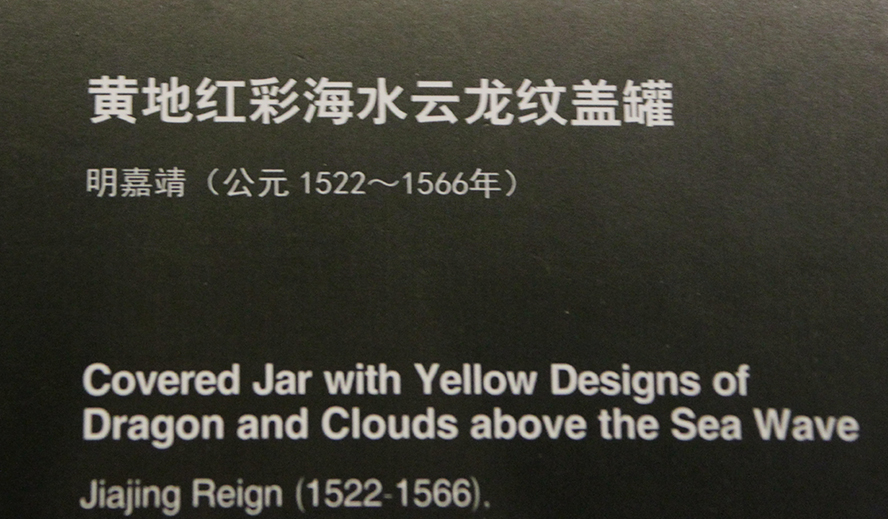 黄地红彩海水云龙纹盖罐
明嘉靖（公元 1522～1566年）
Covered Jar with Yellow Designs of
Dragon and Clouds above the Sea Wave
Jiajing Reign (1522-1566).